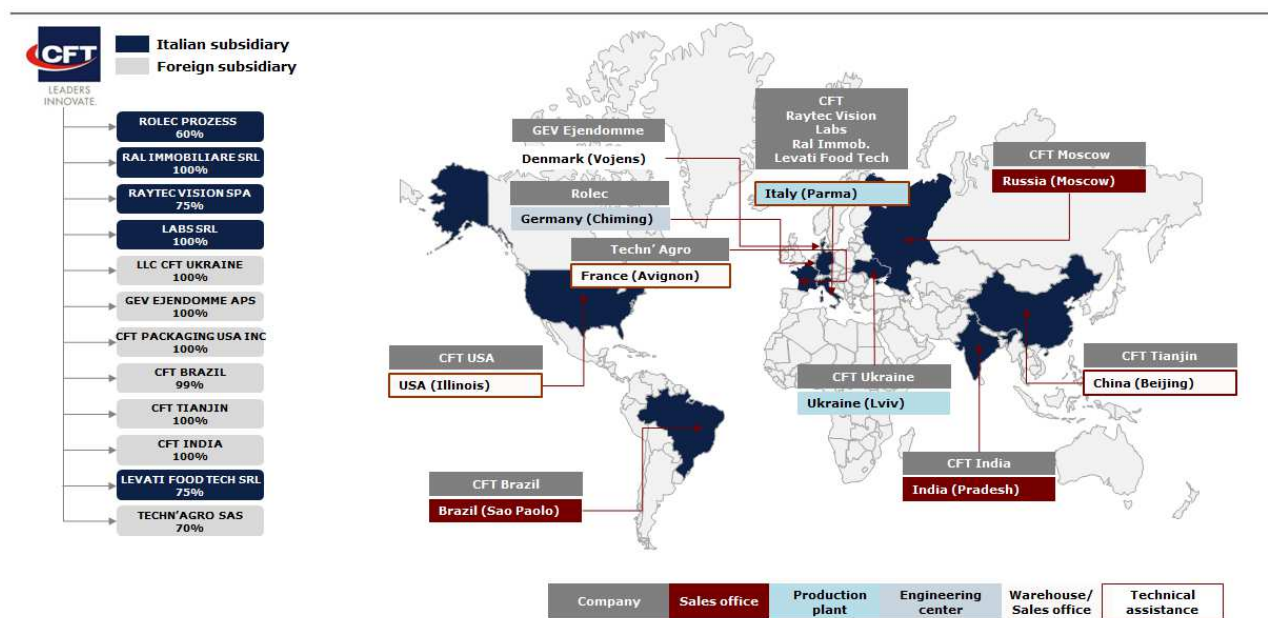 CFT
LEADERS
INNOVATE.
Italian subsidiary
Foreign subsidiary
ROLEC PROZESS
60%
RAL IMMOBILIARE SRL
100%
RAYTEC VISION SPA
75%
LABS SRL
100%
LLC CFT UKRAINE
100%
GEV EJENDOMME APS
100%
CFT PACKAGING USA INC
100%
CFT BRAZIL
99%
CFT TIANJIN
100%
CFT INDIA
100%
LEVATI FOOD TECH SRL
75%
TECHN'AGRO SAS
70%
GEV Ejendomme
Denmark (Vojens)
Rolec
Germany (Chiming)
Techn' Agro
France (Avignon)
CFT
Raytec Vision
Labs
Ral Immob.
Levati Food Tech
Italy (Parma)
CFT Moscow
Russia (Moscow)
CFT USA
USA (Illinois)
CFT Ukraine
Ukraine (Lviv)
CFT Tianjin
China (Beijing)
CFT Brazil
Brazil (Sao Paolo)
CFT India
India (Pradesh)
Company
Sales office
Production
plant
Engineering
center
Warehouse/
Sales office
Technical
assistance